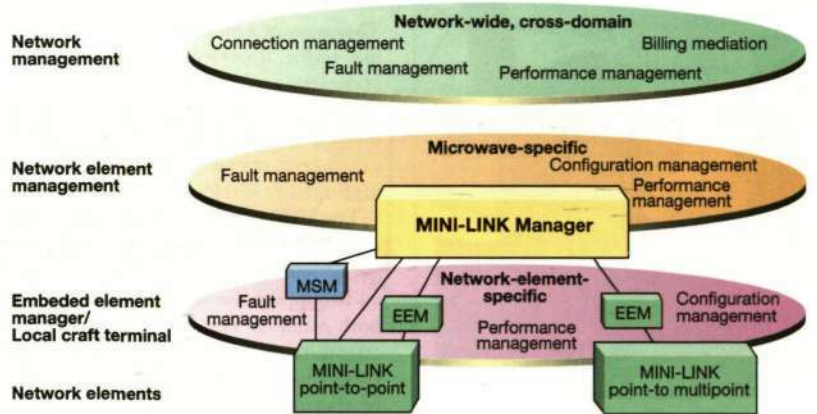 Network
management
Network-wide, cross-domain
Connection management
Billing mediation
Fault management
Performance management
Network element
management
Microwave-specific
Fault management
Configuration management
Performance
management
MINI-LINK Manager
Embeded element
manager/
Local craft terminal
MSM
Fault
management
EEM
Network-element-
specific
Performance
management
EEM
Configuration
management
Network elements
MINI-LINK
point-to-point
MINI-LINK
point-to multipoint